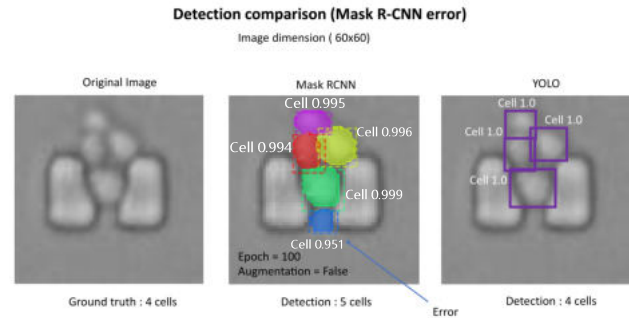 Detection comparison (Mask R-CNN error)
Image dimension ( 60x60)
Original Image
Mask RCNN
YOLO
Cell 0.995
Cell 0.994
Cell 0.996
Cell 0.999
Cell 0.951
Epoch = 100
Augmentation = False
Cell 1.0
Cell 1.0
Cell 1.0
Cell 1.0
Ground truth : 4 cells
Detection : 5 cells
Error
Detection : 4 cells